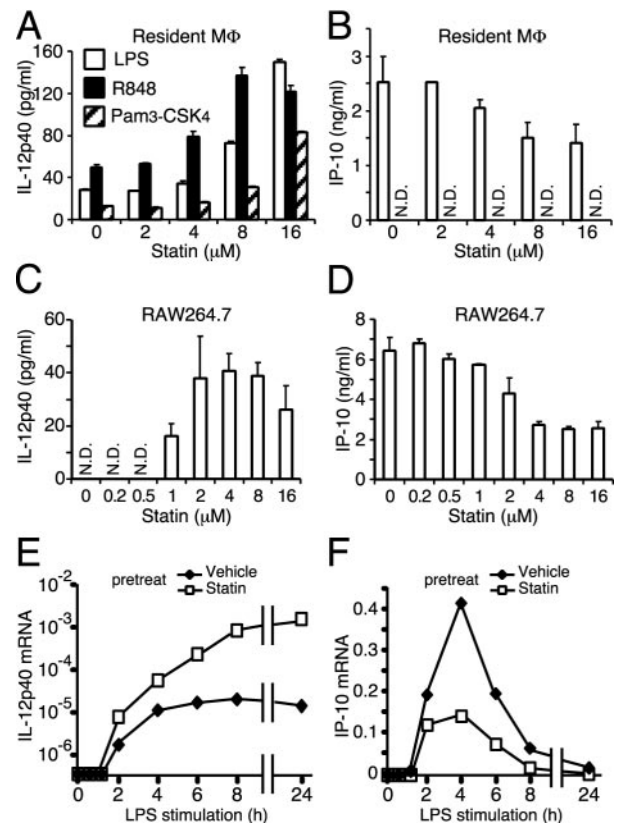 A
Resident MΦ
LPS
R848
Pam3-CSK4
IL-12p40 (pg/ml)
160
120
80
40
0
0 2 4 8 16
Statin (μM)
B
Resident MΦ
IP-10 (ng/ml)
3
2
1
0
N.D. N.D. N.D. N.D. N.D.
0 2 4 8 16
Statin (μM)
C
RAW264.7
IL-12p40 (pg/ml)
60
40
20
0
N.D. N.D. N.D.
0 0.2 0.5 1 2 4 8 16
Statin (μM)
D
RAW264.7
IP-10 (ng/ml)
8
6
4
2
0
0 0.2 0.5 1 2 4 8 16
Statin (μM)
E
pretreat
Vehicle
Statin
IL-12p40 mRNA
10-2
10-3
10-4
10-5
10-6
0 2 4 6 8 24
LPS stimulation (h)
F
pretreat
Vehicle
Statin
IP-10 mRNA
0.4
0.3
0.2
0.1
0
0 2 4 6 8 24
LPS stimulation (h)